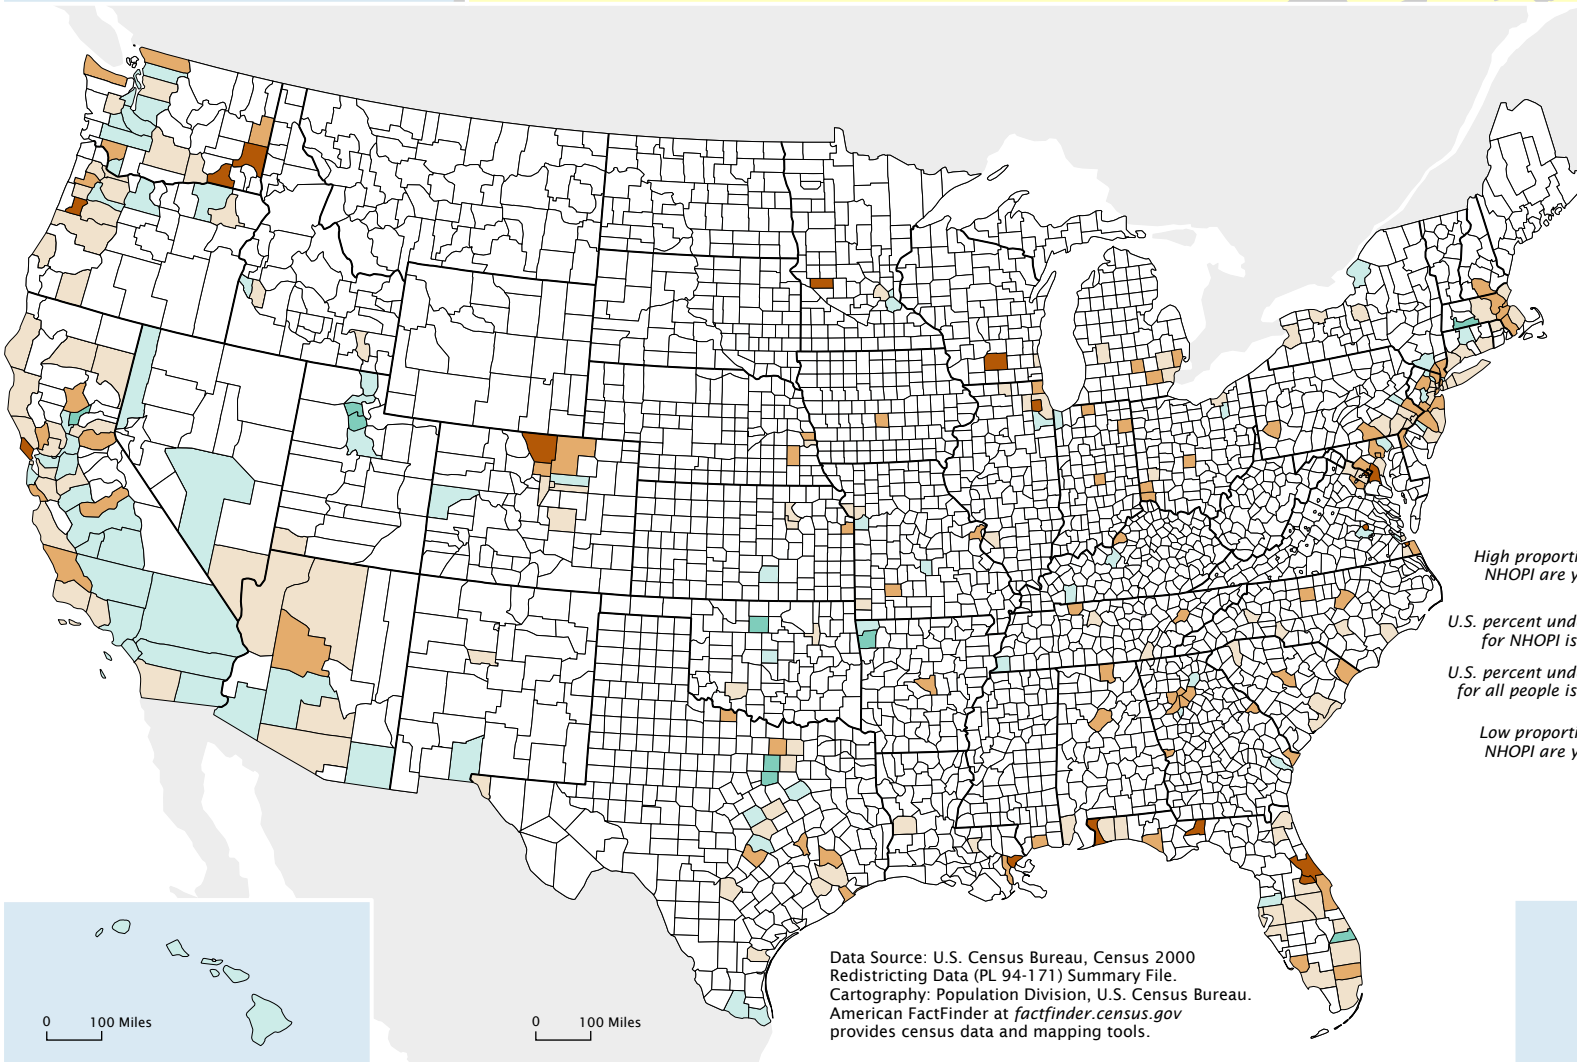 High proporti
NHOPI are y
U.S. percent und
for NHOPI is
U.S. percent und
for all people is
Low proporti
NHOPI are y
Data Source: U.S. Census Bureau, Census 2000
Redistricting Data (PL 94-171) Summary File.
Cartography: Population Division, U.S. Census Bureau.
American FactFinder at factfinder.census.gov
provides census data and mapping tools.
0 100 Miles
0 100 Miles